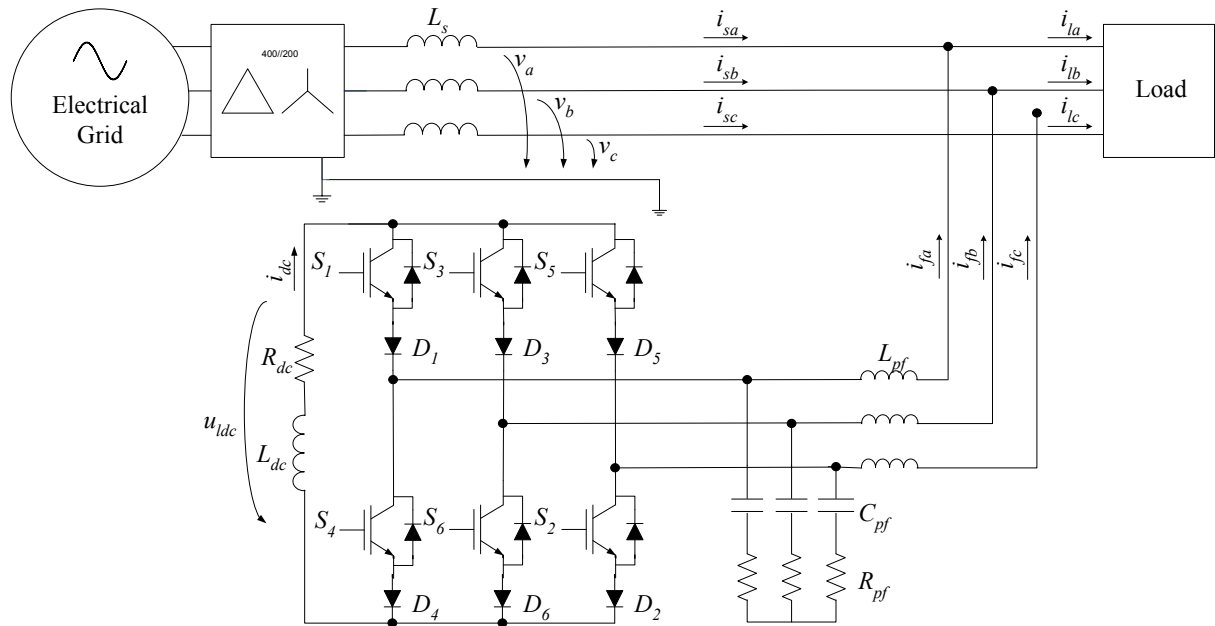 Electrical
Grid
400//200
L_s
v_a
v_b
v_c
i_sa
i_sb
i_sc
i_la
i_lb
i_lc
Load
i_dc
S_1
S_3
S_5
i_fa
i_fb
i_fc
R_dc
D_1
D_3
D_5
L_pf
u_ldc
L_dc
S_4
S_6
S_2
C_pf
R_pf
D_4
D_6
D_2